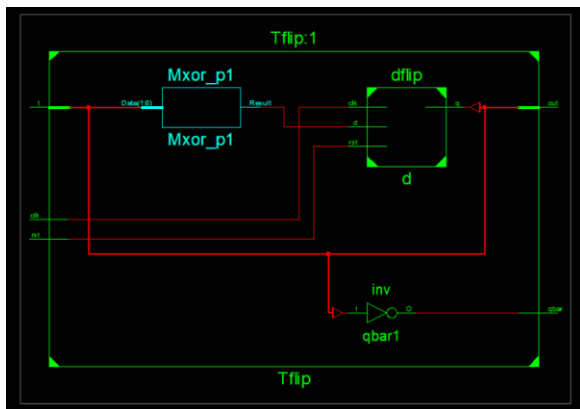 Tflip:1
Mxor_p1
dflip
t
Data(1:0)
Result
clk
q
out
d
rst
Mxor_p1
d
clk
rst
inv
I
O
qbar
qbar1
Tflip